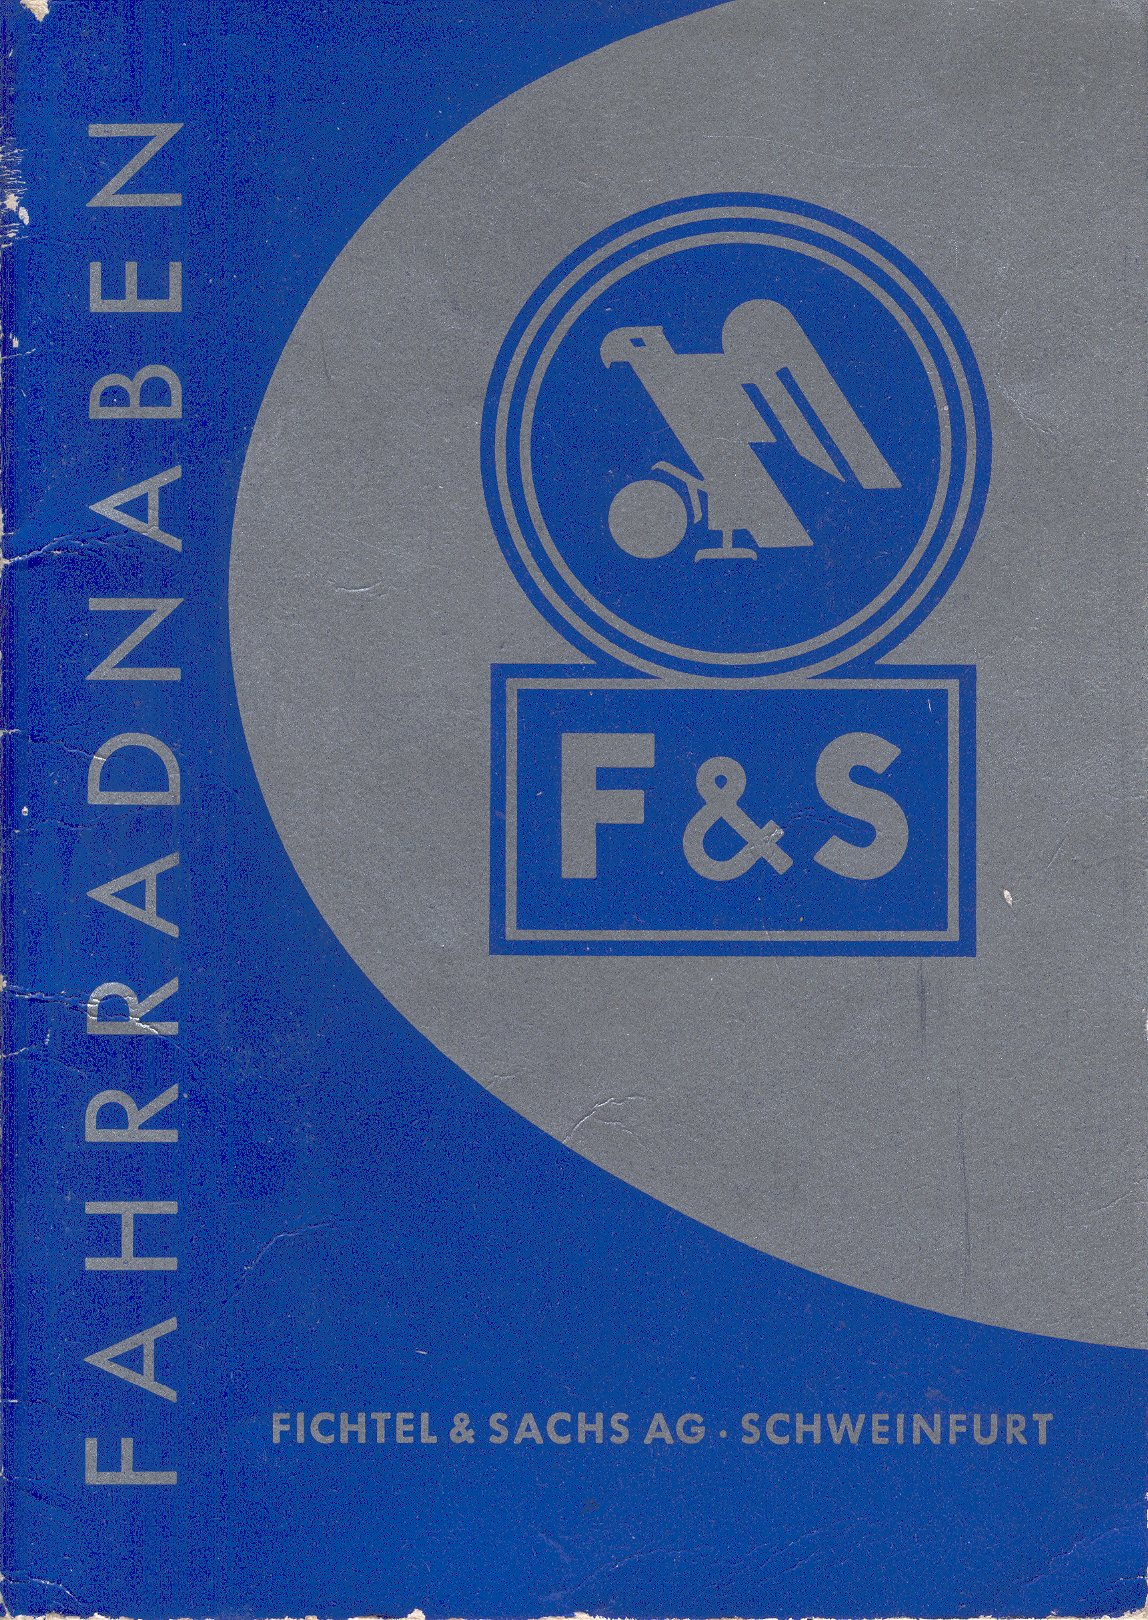 FAHRRADNABEN
F & S
FICHTEL & SACHS AG · SCHWEINFURT